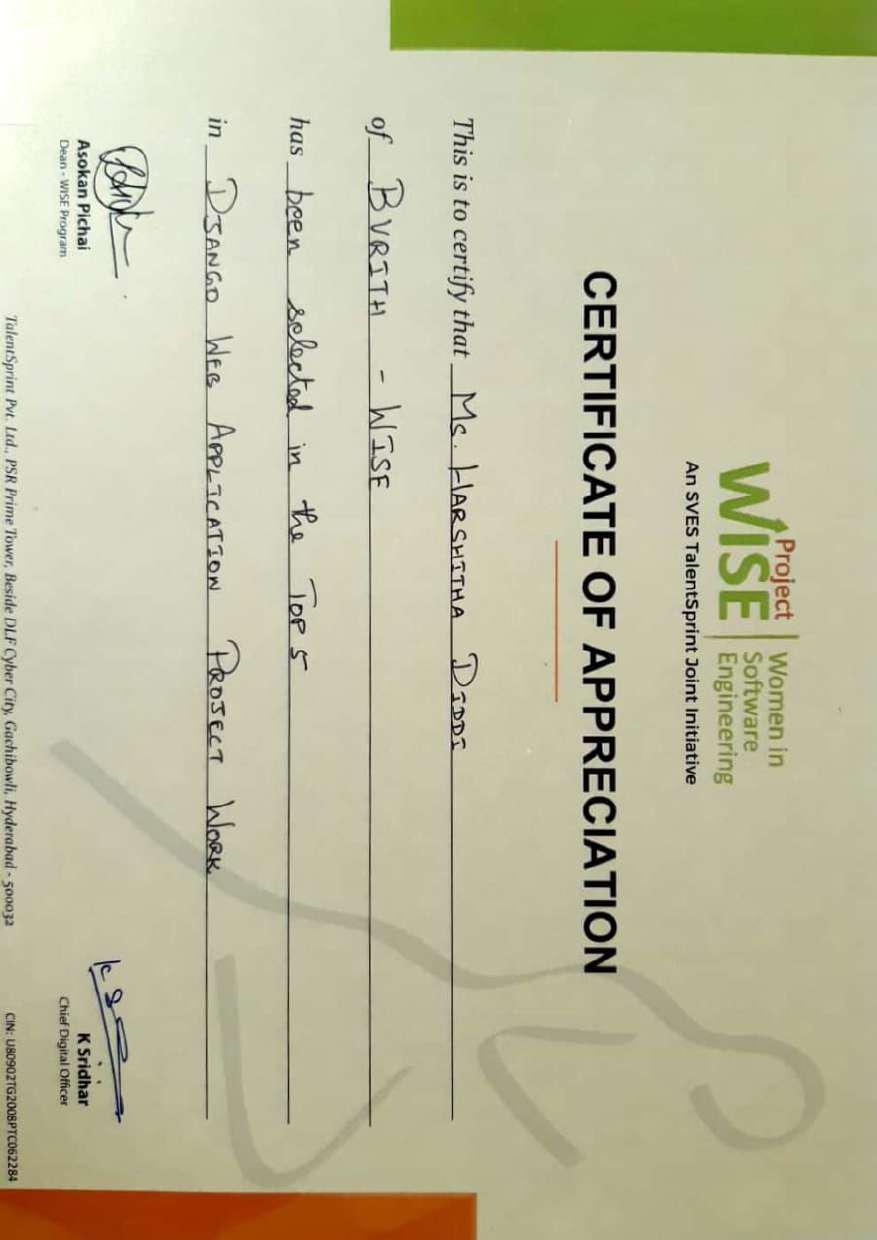 Project
WISE
Women in
Software
Engineering
An SVES TalentSprint Joint Initiative
CERTIFICATE OF APPRECIATION
This is to certify that Ms. HARSHITHA DIDDI
of BVRITH - WISE
has been selected in the TOP 5
in DJANGO WEB APPLICATION PROJECT WORK
Asokan Pichai
Dean - WISE Program
K S
K Sridhar
Chief Digital Officer
TalentSprint Pvt. Ltd., PSR Prime Tower, Beside DLF Cyber City, Gachibowli, Hyderabad - 500032
CIN: U80902TG2008PTC062284